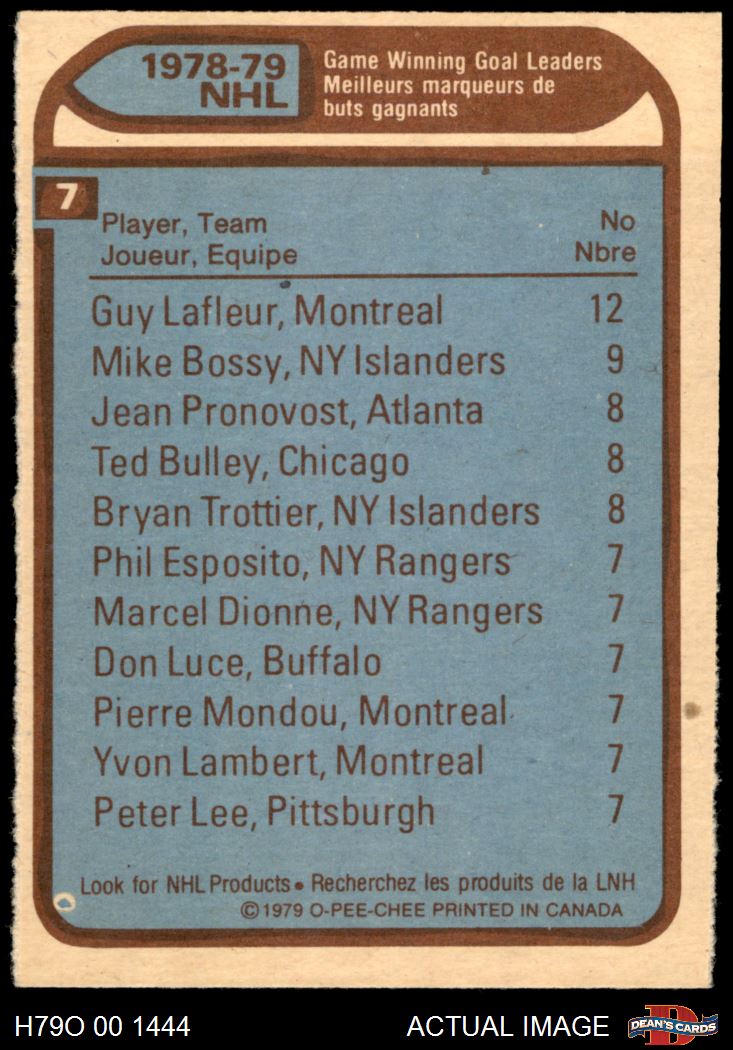 1978-79
NHL
Game Winning Goal Leaders
Meilleurs marqueurs de
buts gagnants
7
Player, Team No
Joueur, Equipe Nbre
Guy Lafleur, Montreal 12
Mike Bossy, NY Islanders 9
Jean Pronovost, Atlanta 8
Ted Bulley, Chicago 8
Bryan Trottier, NY Islanders 8
Phil Esposito, NY Rangers 7
Marcel Dionne, NY Rangers 7
Don Luce, Buffalo 7
Pierre Mondou, Montreal 7
Yvon Lambert, Montreal 7
Peter Lee, Pittsburgh 7
Look for NHL Products • Recherchez les produits de la LNH
©1979 O-PEE-CHEE PRINTED IN CANADA
H79O 00 1444 ACTUAL IMAGE DEAN'S CARDS